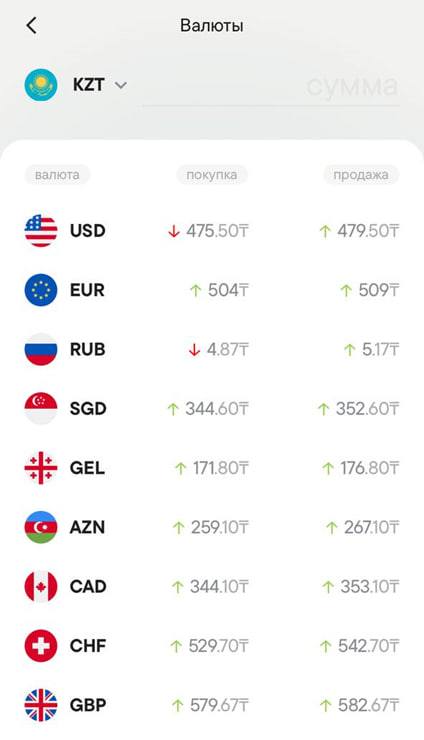 Валюты
KZT сумма
валюта покупка продажа
USD ↓ 475.50₸ ↑ 479.50₸
EUR ↑ 504₸ ↑ 509₸
RUB ↓ 4.87₸ ↑ 5.17₸
SGD ↑ 344.60₸ ↑ 352.60₸
GEL ↑ 171.80₸ ↑ 176.80₸
AZN ↑ 259.10₸ ↑ 267.10₸
CAD ↑ 344.10₸ ↑ 353.10₸
CHF ↑ 529.70₸ ↑ 542.70₸
GBP ↑ 579.67₸ ↑ 582.67₸